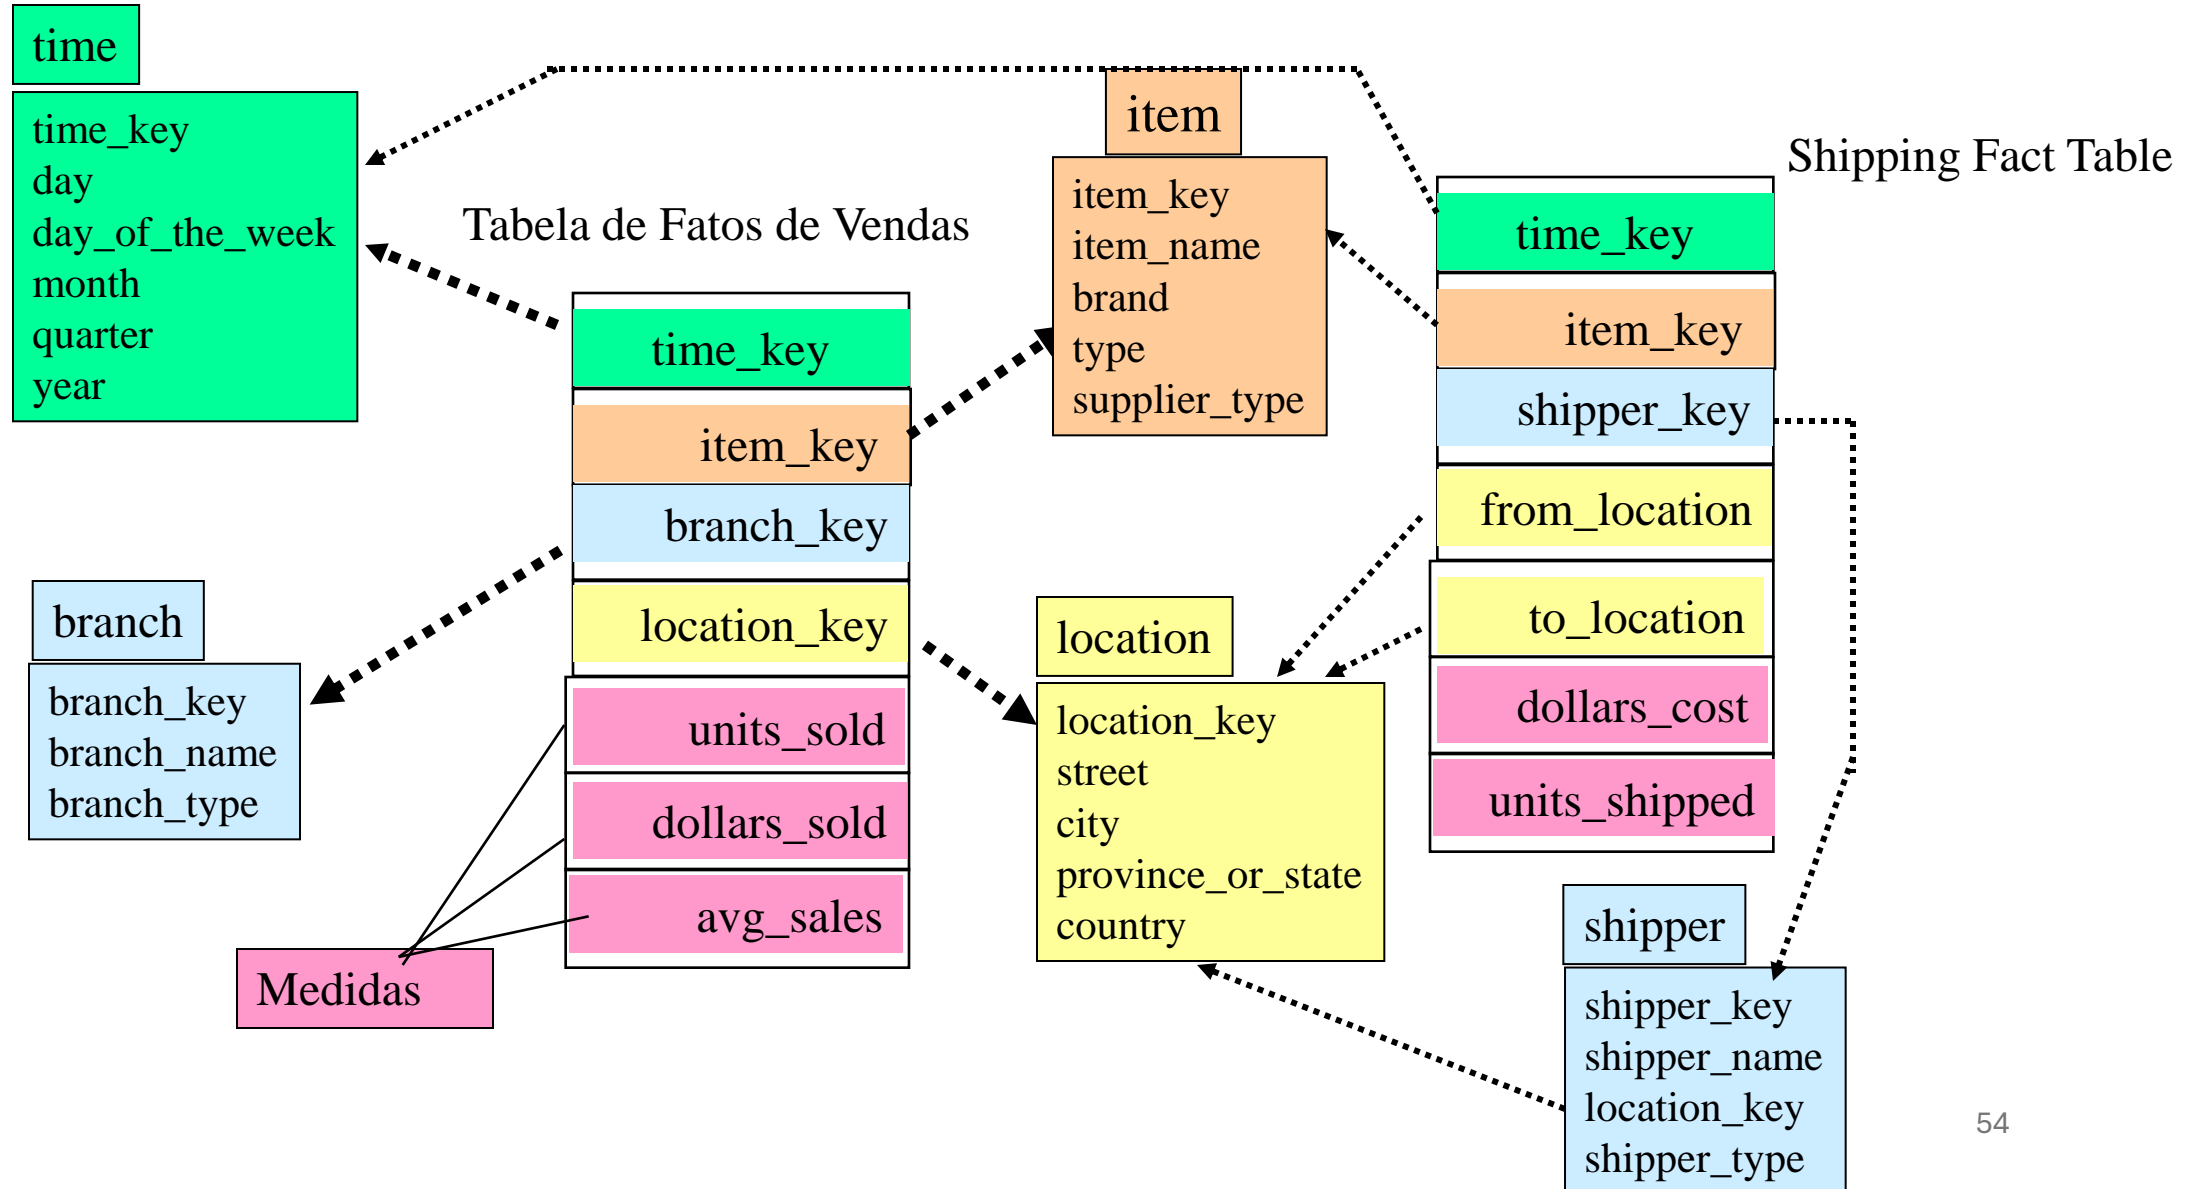 time
time_key
day
day_of_the_week
month
quarter
year
Tabela de Fatos de Vendas
time_key
item_key
branch_key
location_key
units_sold
dollars_sold
avg_sales
branch
branch_key
branch_name
branch_type
Medidas
item
item_key
item_name
brand
type
supplier_type
location
location_key
street
city
province_or_state
country
Shipping Fact Table
time_key
item_key
shipper_key
from_location
to_location
dollars_cost
units_shipped
shipper
shipper_key
shipper_name
location_key
shipper_type
54